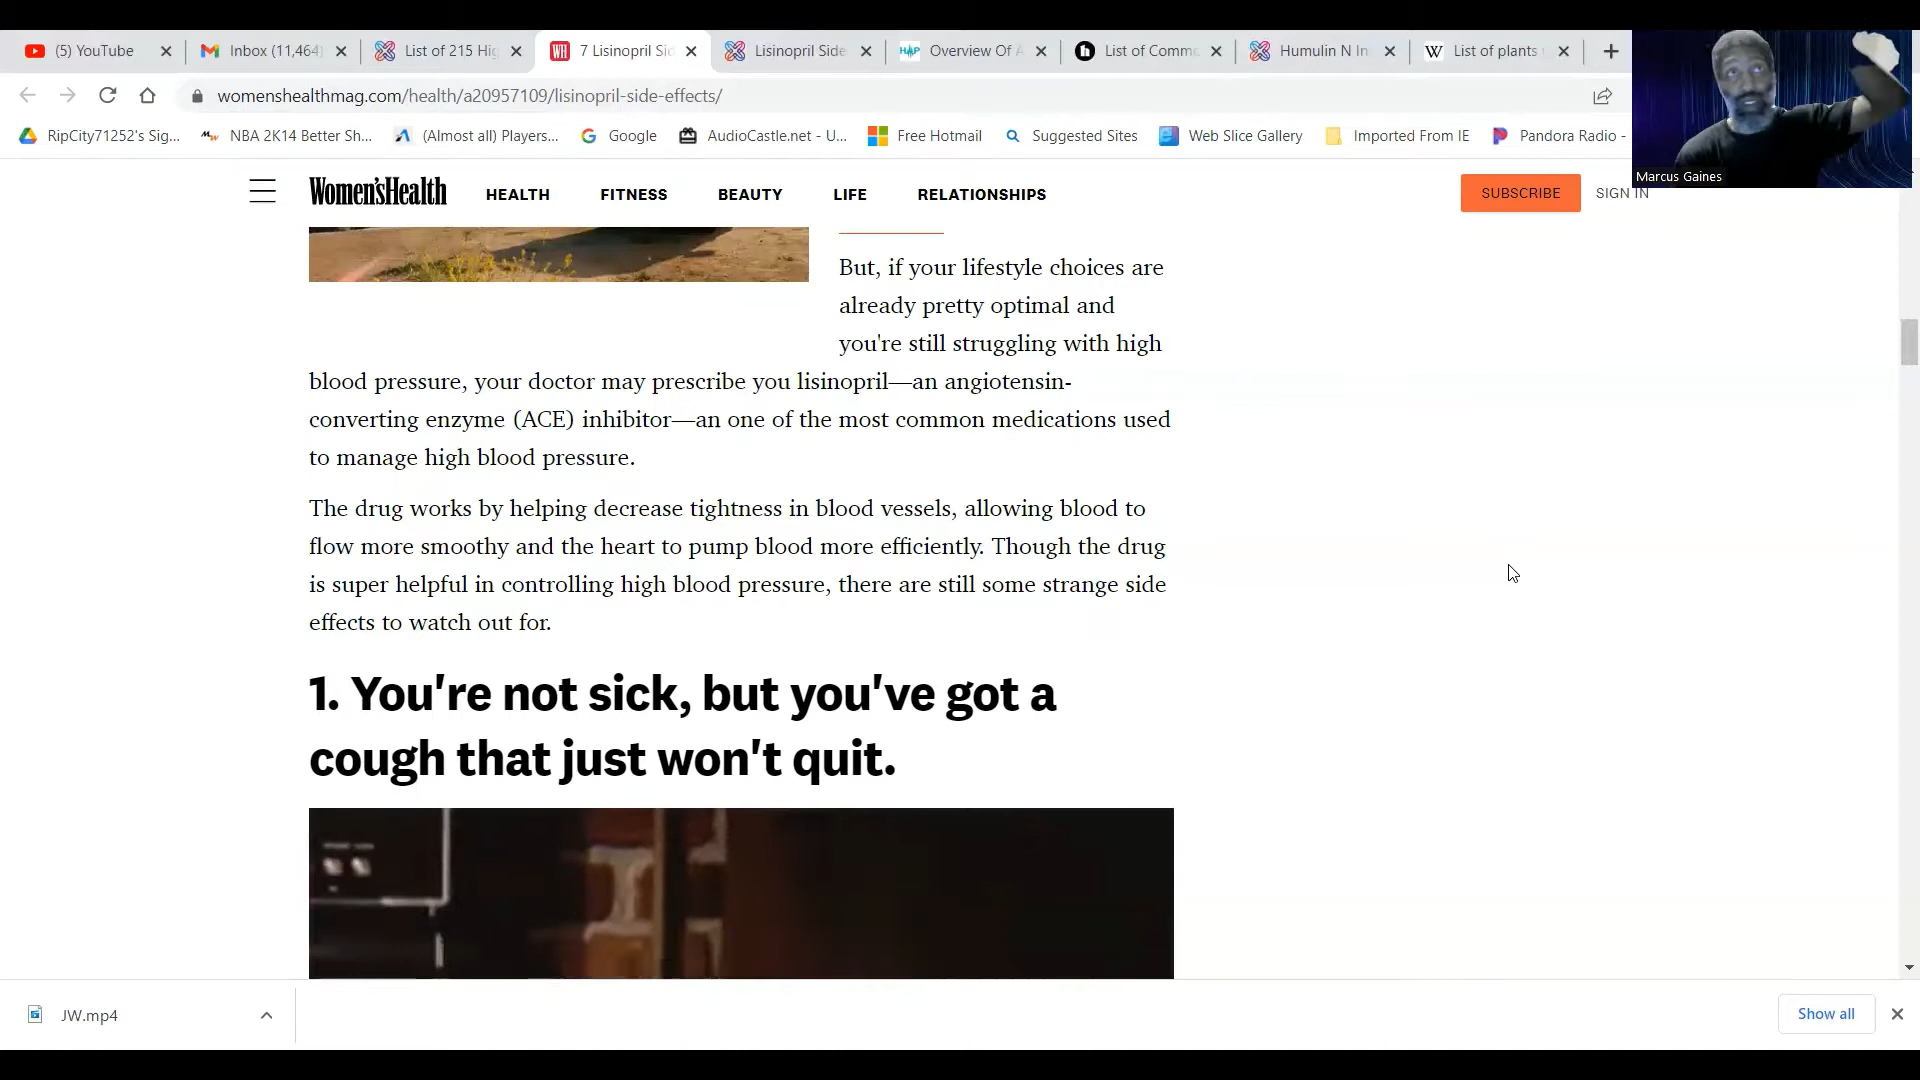 (5) YouTube
Inbox (11,464)
List of 215 Hig
7 Lisinopril Sid
Lisinopril Side
Overview Of A
List of Commo
Humulin N In
List of plants
womenshealthmag.com/health/a20957109/lisinopril-side-effects/
RipCity71252's Sig...
NBA 2K14 Better Sh...
(Almost all) Players...
Google
AudioCastle.net - U...
Free Hotmail
Suggested Sites
Web Slice Gallery
Imported From IE
Pandora Radio -
Marcus Gaines
Women'sHealth
HEALTH
FITNESS
BEAUTY
LIFE
RELATIONSHIPS
SUBSCRIBE
SIGN IN
But, if your lifestyle choices are
already pretty optimal and
you're still struggling with high
blood pressure, your doctor may prescribe you lisinopril—an angiotensin-
converting enzyme (ACE) inhibitor—an one of the most common medications used
to manage high blood pressure.
The drug works by helping decrease tightness in blood vessels, allowing blood to
flow more smoothy and the heart to pump blood more efficiently. Though the drug
is super helpful in controlling high blood pressure, there are still some strange side
effects to watch out for.
1. You're not sick, but you've got a
cough that just won't quit.
JW.mp4
Show all